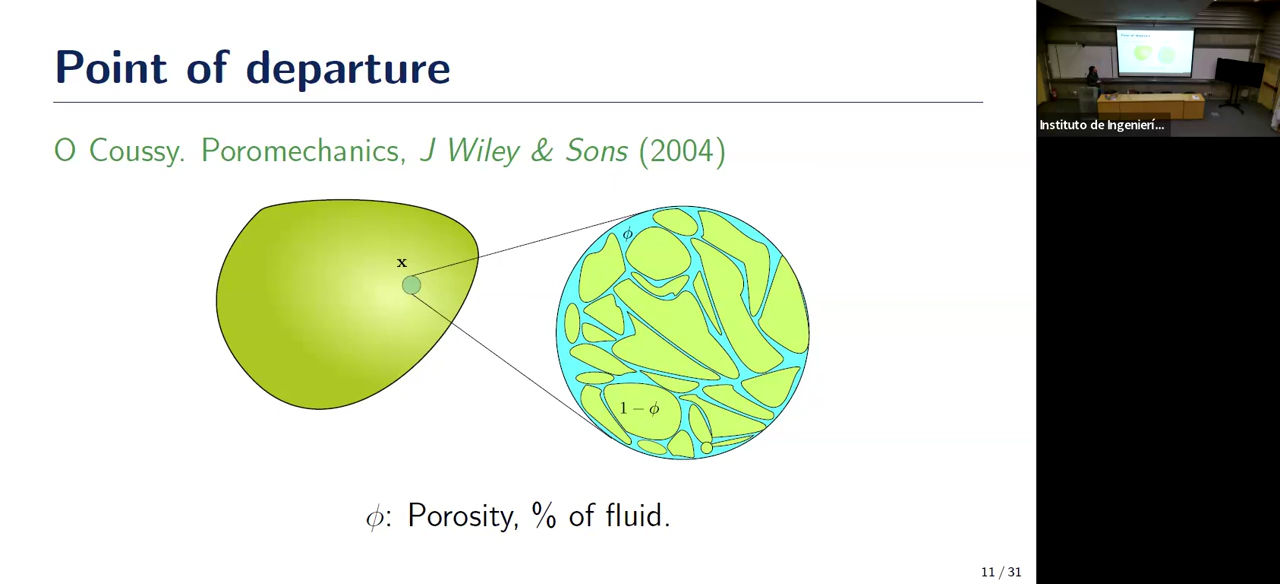 Point of departure
O Coussy. Poromechanics, J Wiley & Sons (2004)
x
ϕ
1 − ϕ
ϕ: Porosity, % of fluid.
11 / 31
Instituto de Ingenierí...